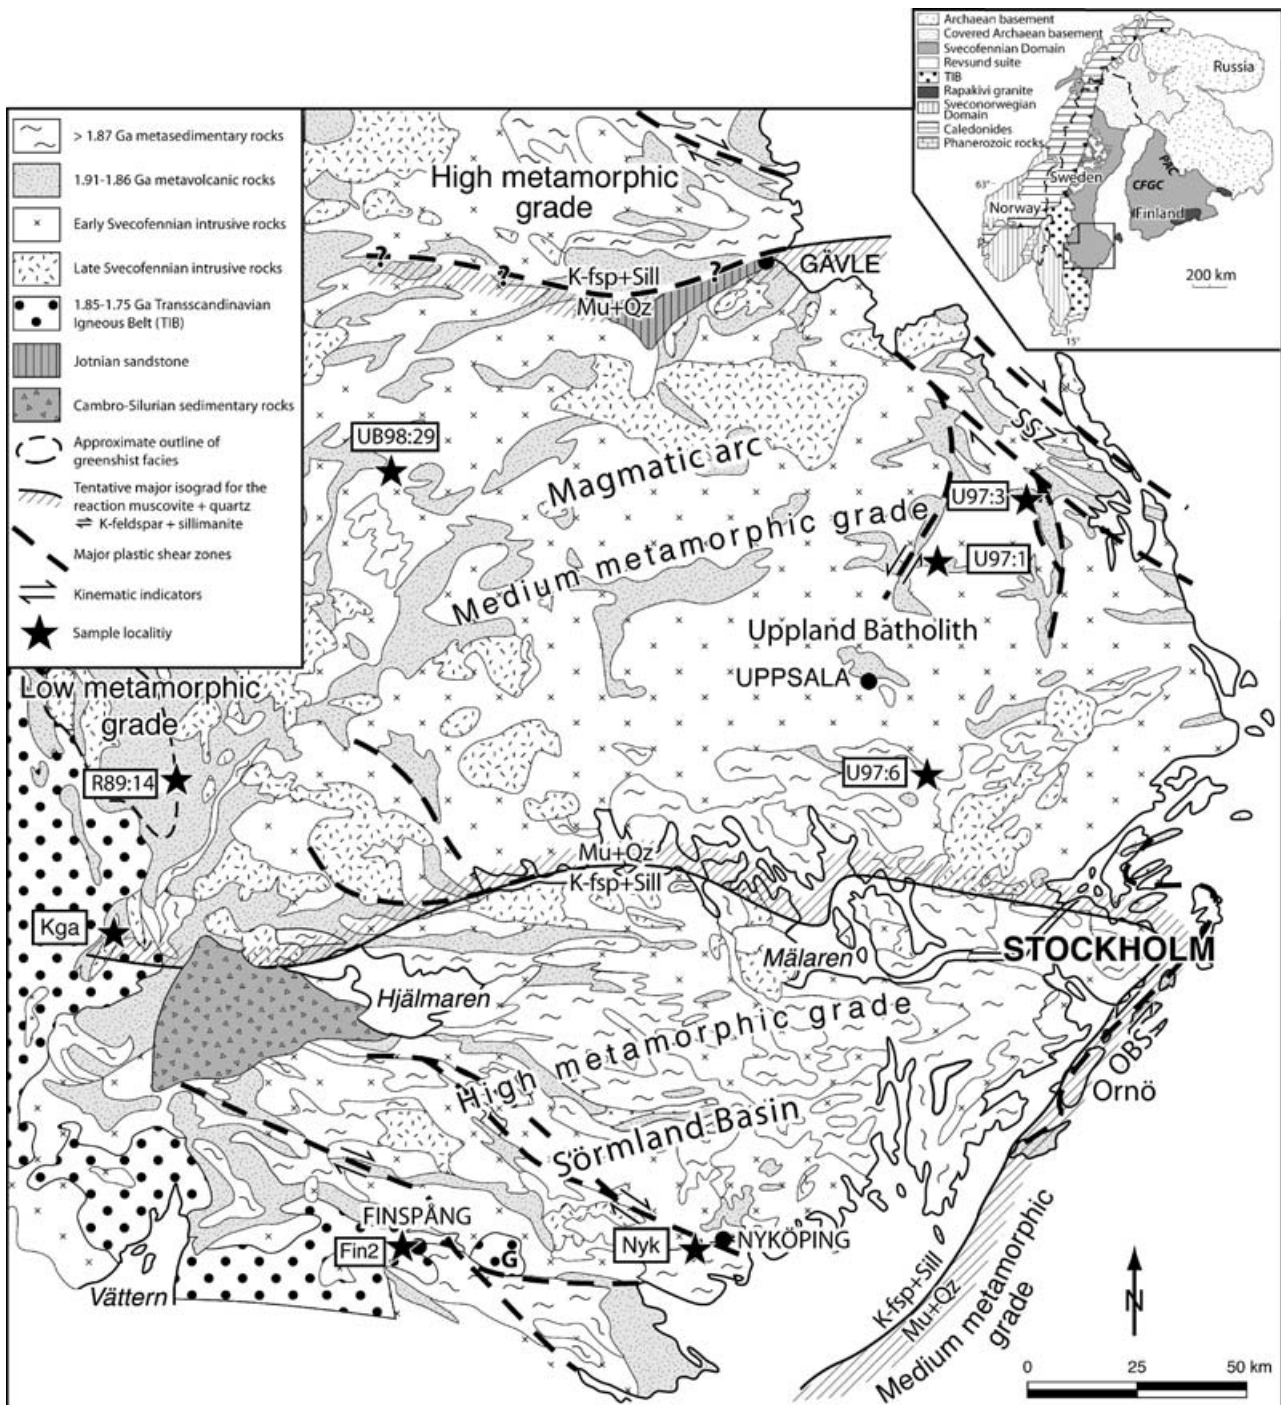 Archaean basement
Covered Archaean basement
Svecofennian Domain
Revsund suite
TIB
Rapakivi granite
Sveconorwegian
Domain
Caledonides
Phanerozoic rocks
Russia
PRC
Sweden
CFGC
63°
Norway
Finland
200 km
15°
> 1.87 Ga metasedimentary rocks
1.91-1.86 Ga metavolcanic rocks
Early Svecofennian intrusive rocks
Late Svecofennian intrusive rocks
1.85-1.75 Ga Transscandinavian
Igneous Belt (TIB)
Jotnian sandstone
Cambro-Silurian sedimentary rocks
Approximate outline of
greenshist facies
Tentative major isograd for the
reaction muscovite + quartz
⇌ K-feldspar + sillimanite
Major plastic shear zones
Kinematic indicators
Sample localitiy
High metamorphic
grade
?
?
?
K-fsp+Sill
Mu+Qz
GÄVLE
UB98:29
Magmatic arc
SSZ
U97:3
Medium metamorphic grade
U97:1
Uppland Batholith
UPPSALA
Low metamorphic
grade
R89:14
U97:6
Mu+Qz
K-fsp+Sill
Kga
Mälaren
STOCKHOLM
Hjälmaren
High metamorphic grade
OBSZ
Ornö
Sörmland Basin
FINSPÅNG
Fin2
G
Nyk
NYKÖPING
Vättern
K-fsp+Sill
Mu+Qz
Medium metamorphic
grade
N
0 25 50 km